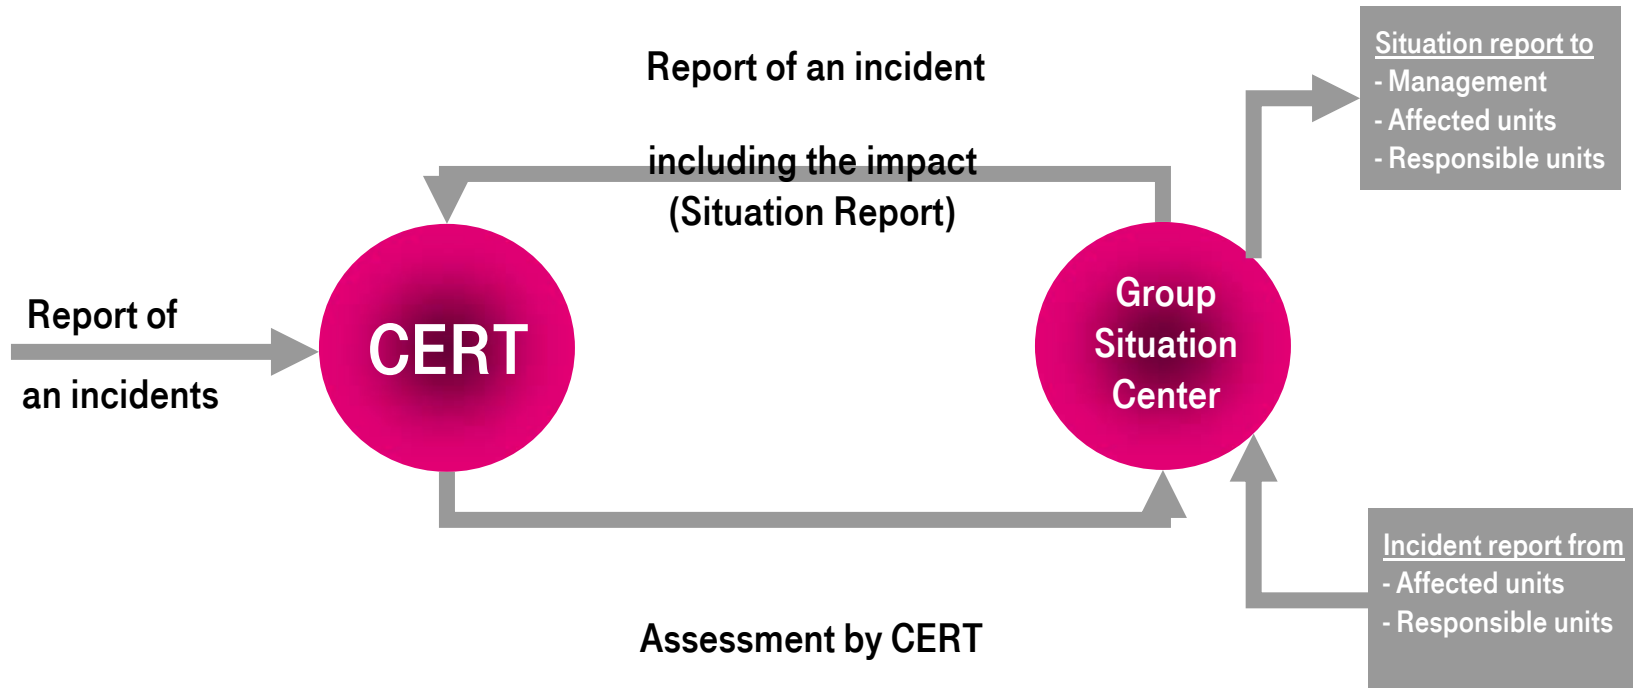 Report of an incident
including the impact
(Situation Report)
Situation report to
- Management
- Affected units
- Responsible units
Report of
an incidents
CERT
Group
Situation
Center
Incident report from
- Affected units
- Responsible units
Assessment by CERT